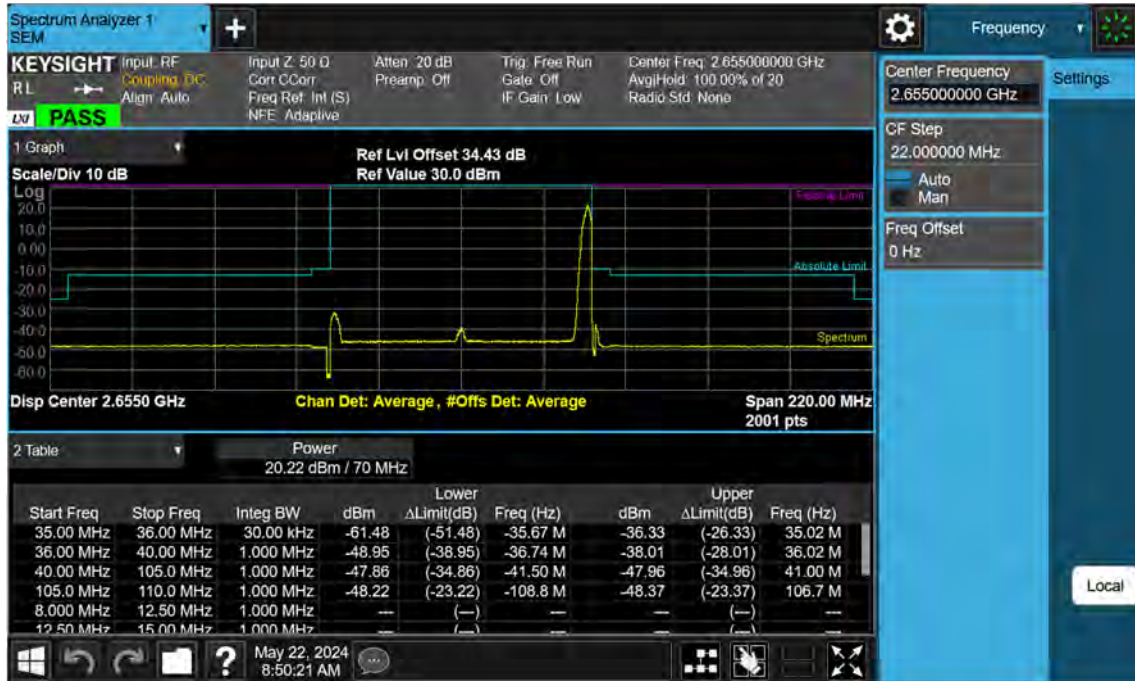 Spectrum Analyzer 1
SEM
Frequency
KEYSIGHT
RL
LXI
PASS
Input: RF
Coupling: DC
Align: Auto
Input Z: 50 Ω
Corr CCorr
Freq Ref: Int (S)
NFE: Adaptive
Atten: 20 dB
Preamp: Off
Trig: Free Run
Gate: Off
IF Gain: Low
Center Freq: 2.655000000 GHz
Avg|Hold: 100.00% of 20
Radio Std: None
Center Frequency
2.655000000 GHz
Settings
CF Step
22.000000 MHz
Auto
Man
Freq Offset
0 Hz
1 Graph
Scale/Div 10 dB
Ref Lvl Offset 34.43 dB
Ref Value 30.0 dBm
Log
20.0
10.0
0.00
-10.0
-20.0
-30.0
-40.0
-50.0
-60.0
Absolute Limit
Spectrum
Disp Center 2.6550 GHz
Chan Det: Average, #Offs Det: Average
Span 220.00 MHz
2001 pts
2 Table
Power
20.22 dBm / 70 MHz
Lower Upper
Start Freq Stop Freq Integ BW dBm ΔLimit(dB) Freq (Hz) dBm ΔLimit(dB) Freq (Hz)
35.00 MHz 36.00 MHz 30.00 kHz -61.48 (-51.48) -35.67 M -36.33 (-26.33) 35.02 M
36.00 MHz 40.00 MHz 1.000 MHz -48.95 (-38.95) -36.74 M -38.01 (-28.01) 36.02 M
40.00 MHz 105.0 MHz 1.000 MHz -47.86 (-34.86) -41.50 M -47.96 (-34.96) 41.00 M
105.0 MHz 110.0 MHz 1.000 MHz -48.22 (-23.22) -108.8 M -48.37 (-23.37) 106.7 M
8.000 MHz 12.50 MHz 1.000 MHz --- (---) --- --- (---) ---
12.50 MHz 15.00 MHz 1.000 MHz --- (---) --- --- (---) ---
Local
?
May 22, 2024
8:50:21 AM